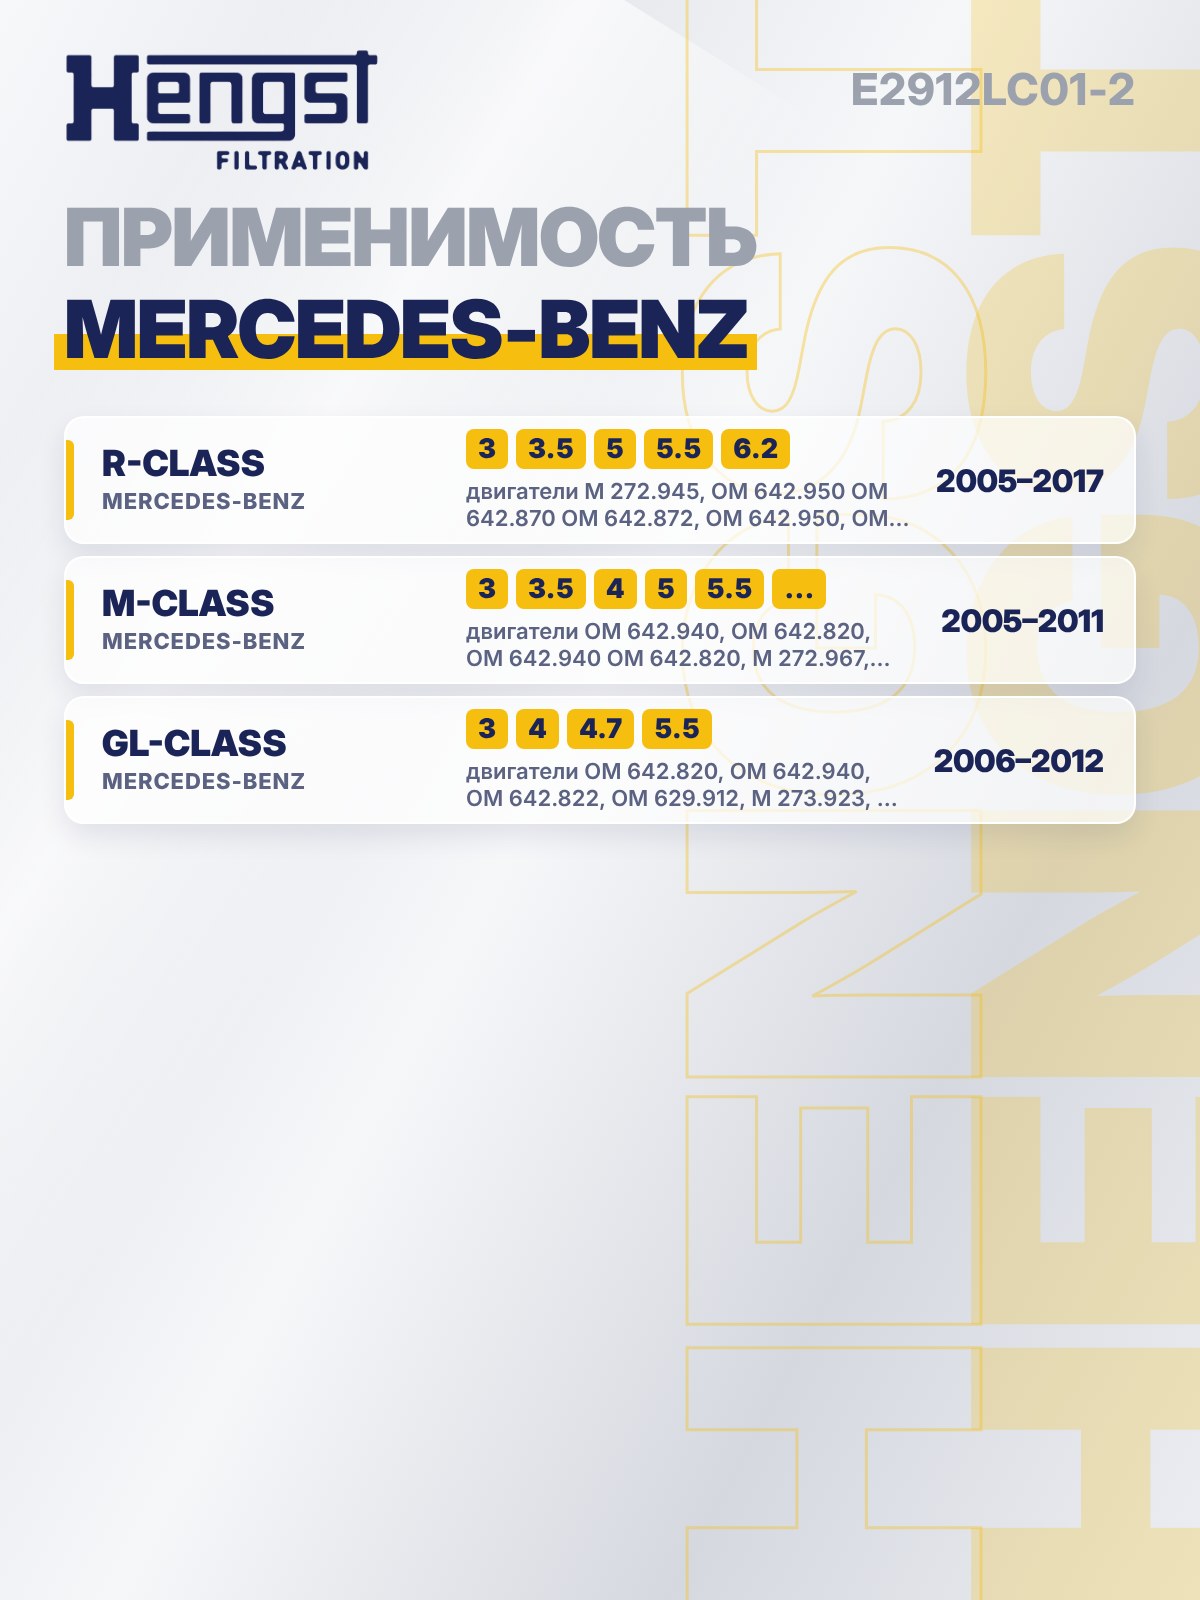 Hengst
FILTRATION
E2912LC01-2
ПРИМЕНИМОСТЬ
MERCEDES-BENZ
R-CLASS
MERCEDES-BENZ
3 3.5 5 5.5 6.2
двигатели M 272.945, OM 642.950 OM
642.870 OM 642.872, OM 642.950, OM...
2005–2017
M-CLASS
MERCEDES-BENZ
3 3.5 4 5 5.5 ...
двигатели OM 642.940, OM 642.820,
OM 642.940 OM 642.820, M 272.967,...
2005–2011
GL-CLASS
MERCEDES-BENZ
3 4 4.7 5.5
двигатели OM 642.820, OM 642.940,
OM 642.822, OM 629.912, M 273.923, ...
2006–2012
HENGST
HENGST